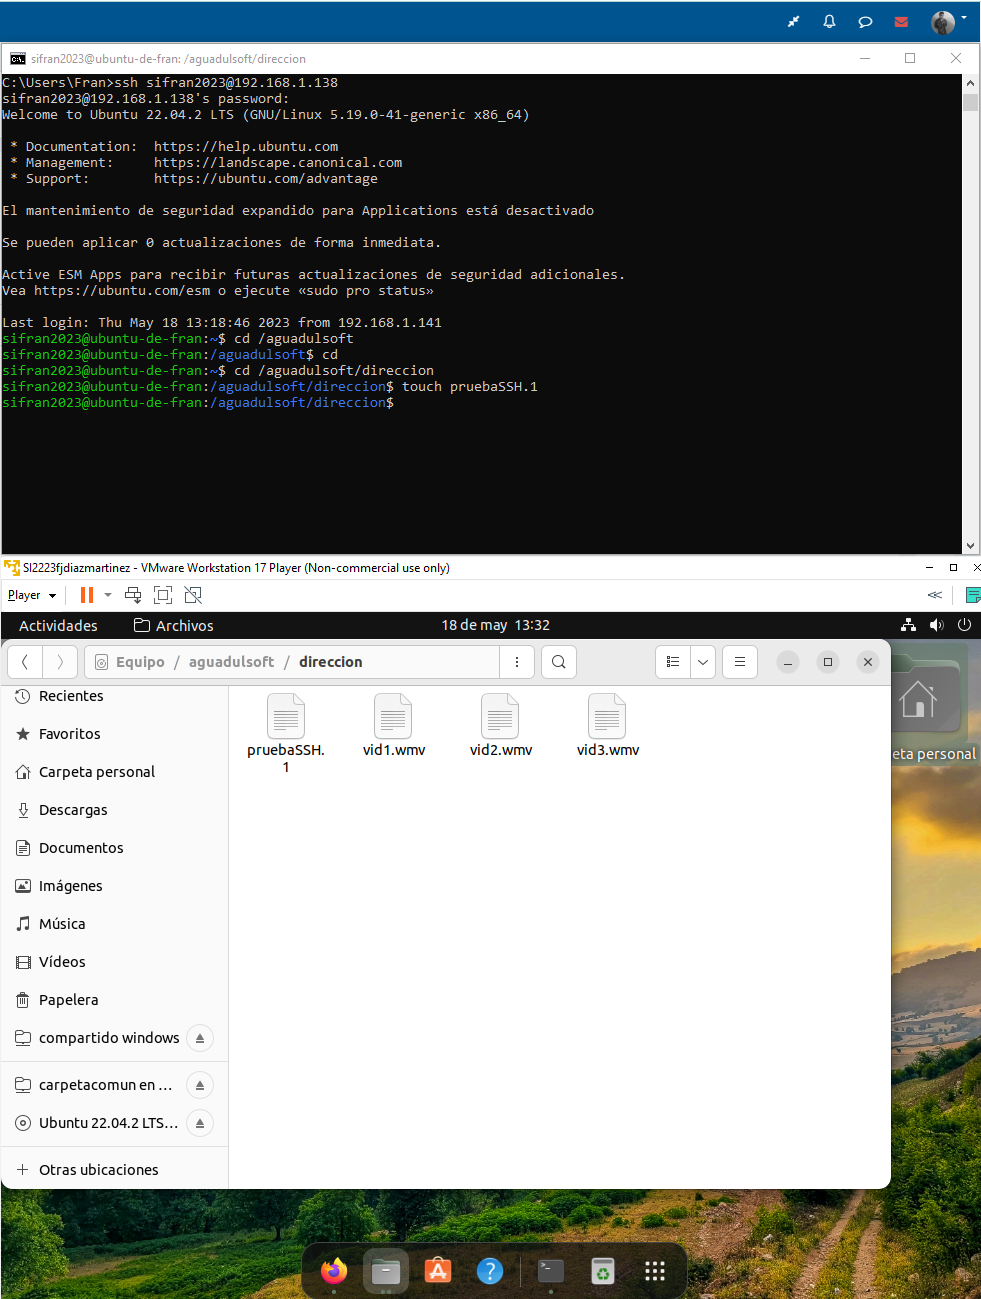 sifran2023@ubuntu-de-fran: /aguadulsoft/direccion
C:\Users\Fran>ssh sifran2023@192.168.1.138
sifran2023@192.168.1.138's password:
Welcome to Ubuntu 22.04.2 LTS (GNU/Linux 5.19.0-41-generic x86_64)
* Documentation:  https://help.ubuntu.com
* Management:     https://landscape.canonical.com
* Support:        https://ubuntu.com/advantage
El mantenimiento de seguridad expandido para Applications está desactivado
Se pueden aplicar 0 actualizaciones de forma inmediata.
Active ESM Apps para recibir futuras actualizaciones de seguridad adicionales.
Vea https://ubuntu.com/esm o ejecute «sudo pro status»
Last login: Thu May 18 13:18:46 2023 from 192.168.1.141
sifran2023@ubuntu-de-fran:~$ cd /aguadulsoft
sifran2023@ubuntu-de-fran:/aguadulsoft$ cd
sifran2023@ubuntu-de-fran:~$ cd /aguadulsoft/direccion
sifran2023@ubuntu-de-fran:/aguadulsoft/direccion$ touch pruebaSSH.1
sifran2023@ubuntu-de-fran:/aguadulsoft/direccion$
SI2223fjdiazmartinez - VMware Workstation 17 Player (Non-commercial use only)
Player
Actividades Archivos 18 de may 13:32
Equipo / aguadulsoft / direccion
Recientes
Favoritos
Carpeta personal
Descargas
Documentos
Imágenes
Música
Vídeos
Papelera
compartido windows
carpetacomun en ...
Ubuntu 22.04.2 LTS...
+ Otras ubicaciones
pruebaSSH.
1
vid1.wmv
vid2.wmv
vid3.wmv
eta personal